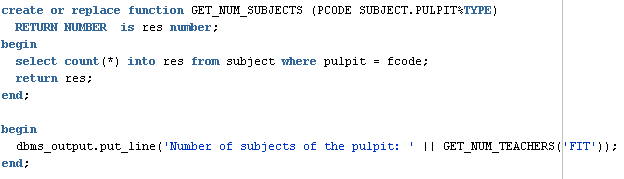 create or replace function GET_NUM_SUBJECTS (PCODE SUBJECT.PULPIT%TYPE)
  RETURN NUMBER  is res number;
begin
  select count(*) into res from subject where pulpit = fcode;
  return res;
end;

begin
  dbms_output.put_line('Number of subjects of the pulpit: ' || GET_NUM_TEACHERS('FIT'));
end;